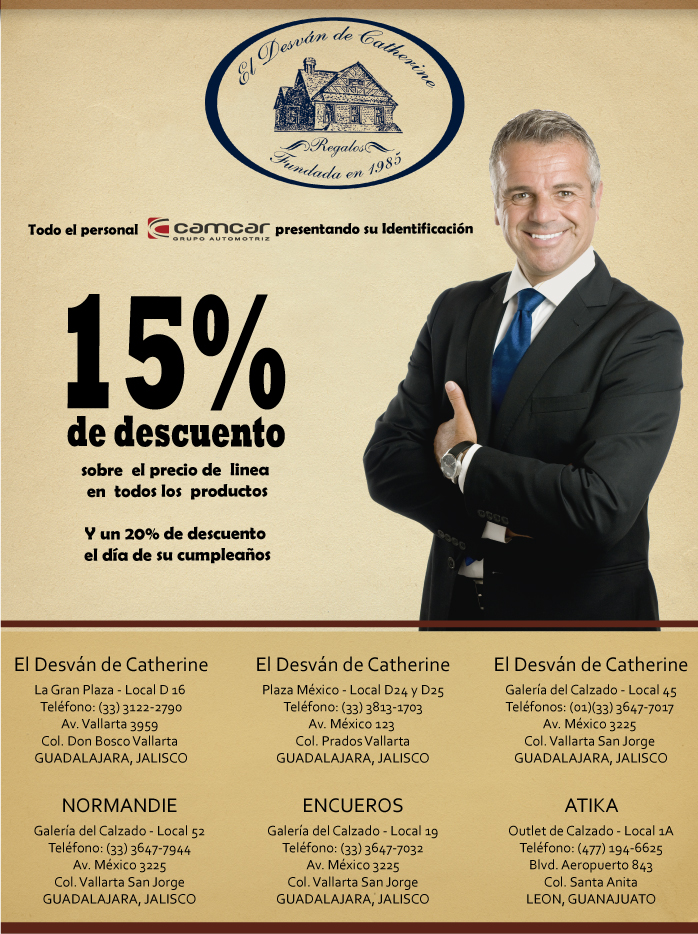 El Desván de Catherine
Regalos
Fundada en 1985
Todo el personal camcar GRUPO AUTOMOTRIZ presentando su Identificación
15%
de descuento
sobre el precio de linea
en todos los productos
Y un 20% de descuento
el día de su cumpleaños
El Desván de Catherine
La Gran Plaza - Local D 16
Teléfono: (33) 3122-2790
Av. Vallarta 3959
Col. Don Bosco Vallarta
GUADALAJARA, JALISCO
El Desván de Catherine
Plaza México - Local D24 y D25
Teléfono: (33) 3813-1703
Av. México 123
Col. Prados Vallarta
GUADALAJARA, JALISCO
El Desván de Catherine
Galería del Calzado - Local 45
Teléfonos: (01)(33) 3647-7017
Av. México 3225
Col. Vallarta San Jorge
GUADALAJARA, JALISCO
NORMANDIE
Galería del Calzado - Local 52
Teléfono: (33) 3647-7944
Av. México 3225
Col. Vallarta San Jorge
GUADALAJARA, JALISCO
ENCUEROS
Galería del Calzado - Local 19
Teléfono: (33) 3647-7032
Av. México 3225
Col. Vallarta San Jorge
GUADALAJARA, JALISCO
ATIKA
Outlet de Calzado - Local 1A
Teléfono: (477) 194-6625
Blvd. Aeropuerto 843
Col. Santa Anita
LEON, GUANAJUATO